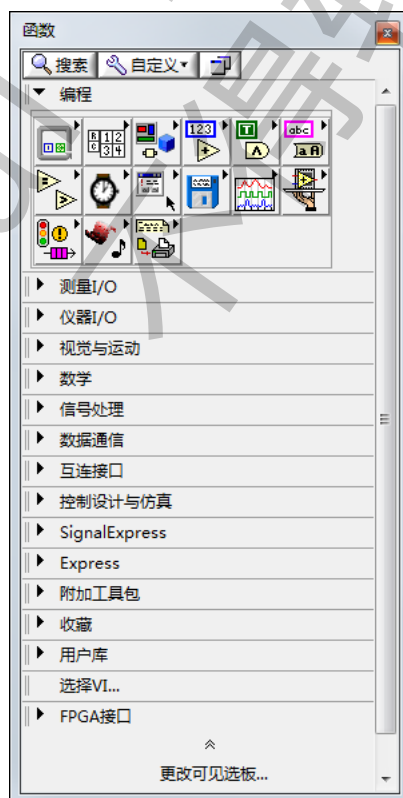 函数
搜索 自定义
编程
测量I/O
仪器I/O
视觉与运动
数学
信号处理
数据通信
互连接口
控制设计与仿真
SignalExpress
Express
附加工具包
收藏
用户库
选择VI...
FPGA接口
更改可见选板...